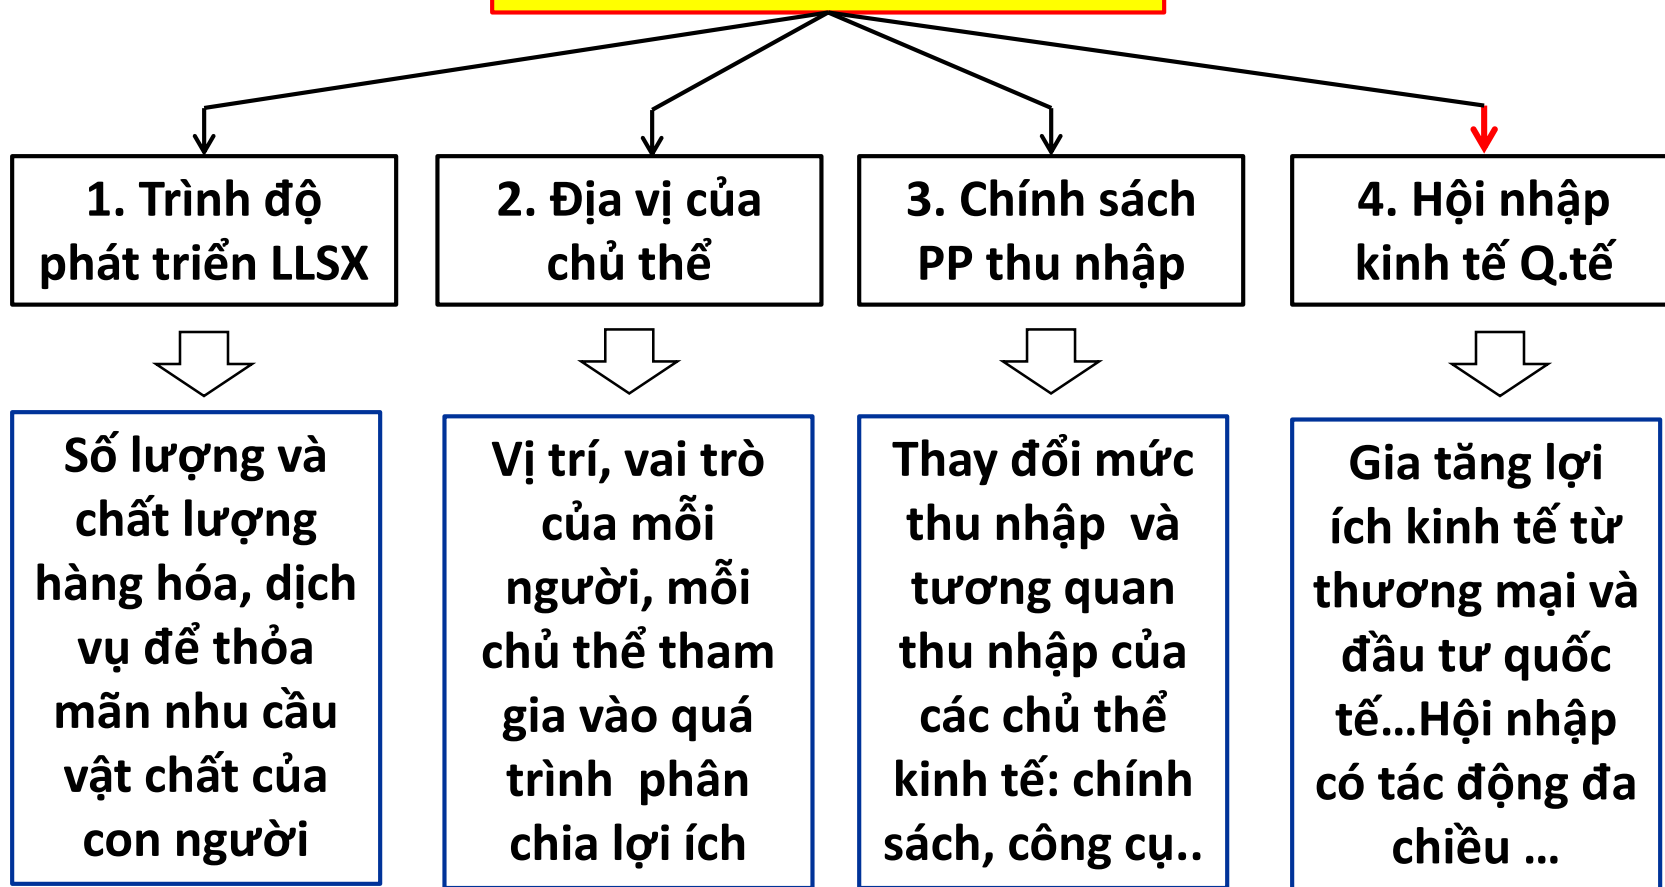 1. Trình độ
phát triển LLSX
2. Địa vị của
chủ thể
3. Chính sách
PP thu nhập
4. Hội nhập
kinh tế Q.tế
Số lượng và
chất lượng
hàng hóa, dịch
vụ để thỏa
mãn nhu cầu
vật chất của
con người
Vị trí, vai trò
của mỗi
người, mỗi
chủ thể tham
gia vào quá
trình phân
chia lợi ích
Thay đổi mức
thu nhập và
tương quan
thu nhập của
các chủ thể
kinh tế: chính
sách, công cụ..
Gia tăng lợi
ích kinh tế từ
thương mại và
đầu tư quốc
tế...Hội nhập
có tác động đa
chiều ...